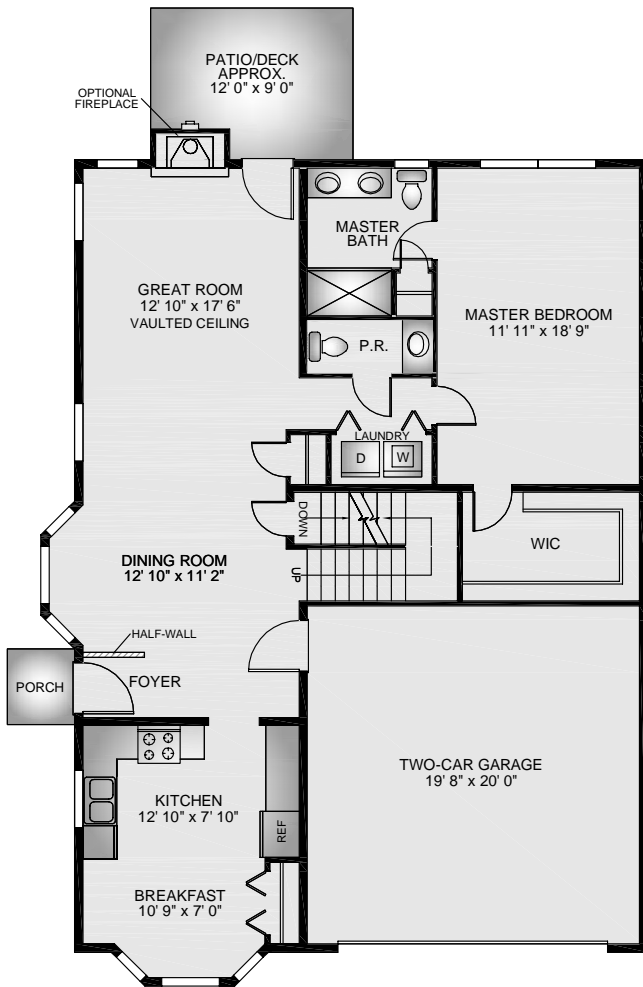 PATIO/DECK
APPROX.
12' 0" x 9' 0"
OPTIONAL
FIREPLACE
MASTER
BATH
GREAT ROOM
12' 10" x 17' 6"
VAULTED CEILING
MASTER BEDROOM
11' 11" x 18' 9"
P.R.
LAUNDRY
D
W
DOWN
WIC
DINING ROOM
12' 10" x 11' 2"
UP
HALF-WALL
PORCH
FOYER
TWO-CAR GARAGE
19' 8" x 20' 0"
KITCHEN
12' 10" x 7' 10"
REF
BREAKFAST
10' 9" x 7' 0"